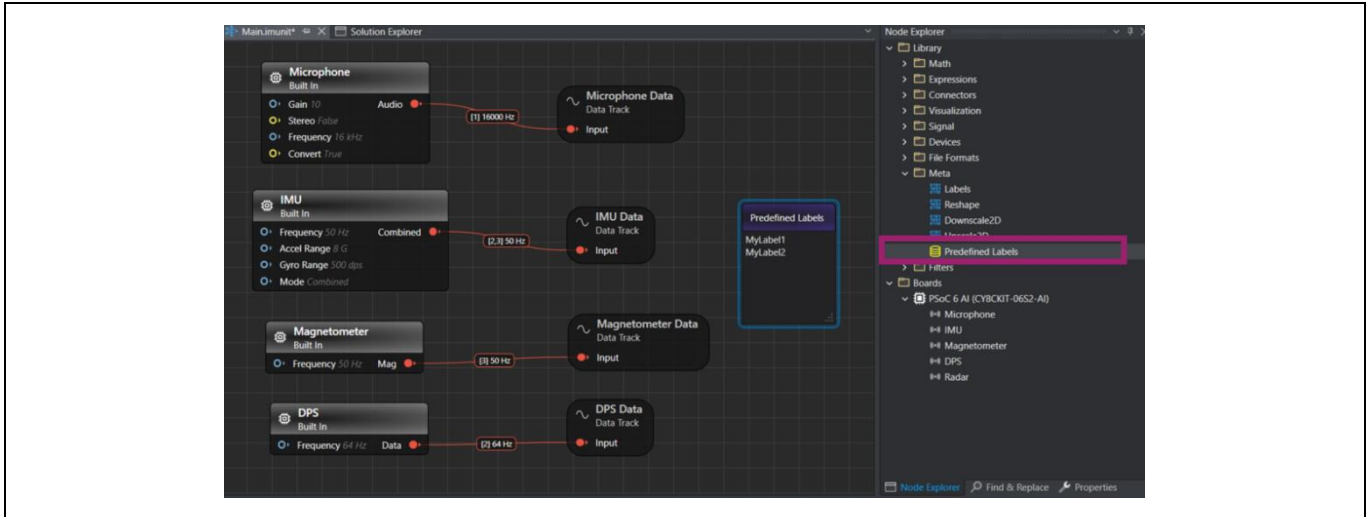 Main.imunit*
Solution Explorer
Microphone
Built In
Gain 10
Audio
Stereo False
Frequency 16 kHz
Convert True
[1] 16000 Hz
Microphone Data
Data Track
Input
IMU
Built In
Frequency 50 Hz
Combined
Accel Range 8 G
Gyro Range 500 dps
Mode Combined
[2,3] 50 Hz
IMU Data
Data Track
Input
Predefined Labels
MyLabel1
MyLabel2
Magnetometer
Built In
Frequency 50 Hz
Mag
[3] 50 Hz
Magnetometer Data
Data Track
Input
DPS
Built In
Frequency 64 Hz
Data
[2] 64 Hz
DPS Data
Data Track
Input
Node Explorer
Library
Math
Expressions
Connectors
Visualization
Signal
Devices
File Formats
Meta
Labels
Reshape
Downscale2D
Predefined Labels
Filters
Boards
PSoC 6 AI (CY8CKIT-06S2-AI)
Microphone
IMU
Magnetometer
DPS
Radar
Node Explorer
Find & Replace
Properties